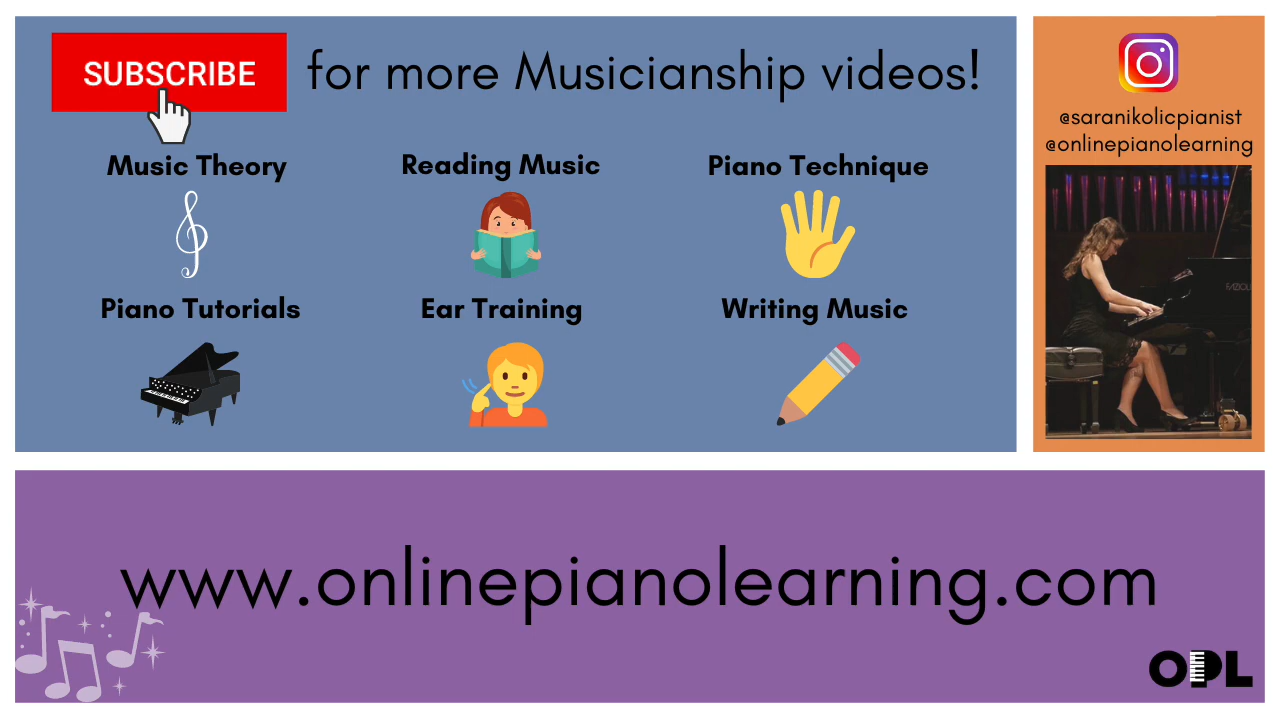 SUBSCRIBE for more Musicianship videos!
Music Theory
Reading Music
Piano Technique
Piano Tutorials
Ear Training
Writing Music
@saranikolicpianist
@onlinepianolearning
FAZIOLI
www.onlinepianolearning.com
OPL